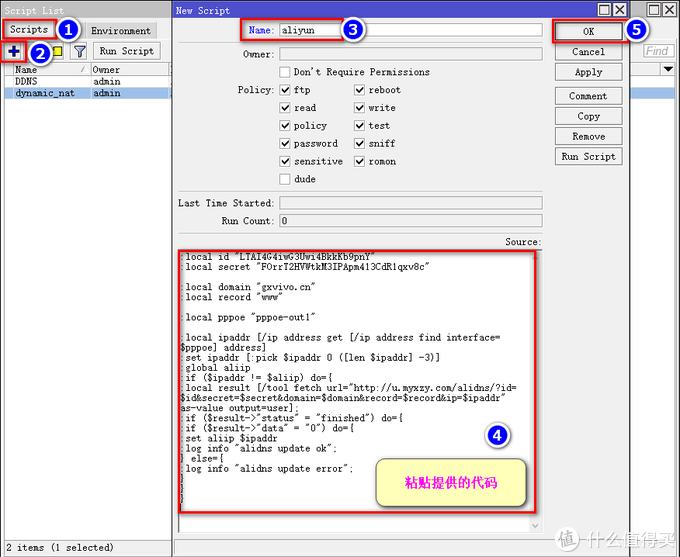 Script List
Scripts
1
Environment
2
Run Script
Find
Name
Owner
DDNS
admin
dynamic_nat
admin
2 items (1 selected)
New Script
Name:
aliyun
3
Owner:
Don't Require Permissions
Policy:
ftp
reboot
read
write
policy
test
password
sniff
sensitive
romon
dude
Last Time Started:
Run Count:
0
Source:
:local id "LTAI4G4iwG3Uwi4BkkKb9pnY"
:local secret "FOrrT2HVWtkM3IPApm413CdR1qxv8c"
:local domain "gxvivo.cn"
:local record "www"
:local pppoe "pppoe-out1"
:local ipaddr [/ip address get [/ip address find interface=
$pppoe] address]
:set ipaddr [:pick $ipaddr 0 ([len $ipaddr] -3)]
:global aliip
:if ($ipaddr != $aliip) do={
:local result [/tool fetch url="http://u.myxzy.com/alidns/?id=
$id&secret=$secret&domain=$domain&record=$record&ip=$ipaddr"
as-value output=user];
:if ($result->"status" = "finished") do={
:if ($result->"data" = "0") do={
:set aliip $ipaddr
:log info "alidns update ok";
} else={
:log info "alidns update error";
}
}
}
4
粘贴提供的代码
OK
5
Cancel
Apply
Comment
Copy
Remove
Run Script
值 什么值得买